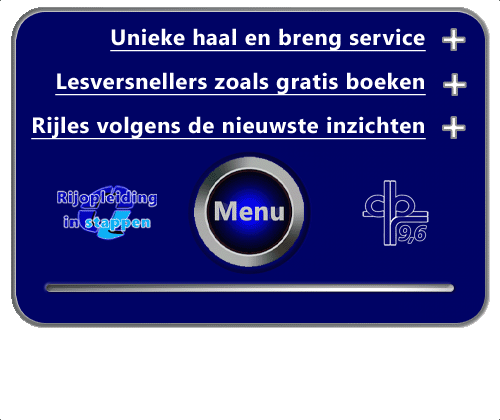 Unieke haal en breng service
Lesversnellers zoals gratis boeken
Rijles volgens de nieuwste inzichten
Menu
Rijopleiding
in stappen
9,6